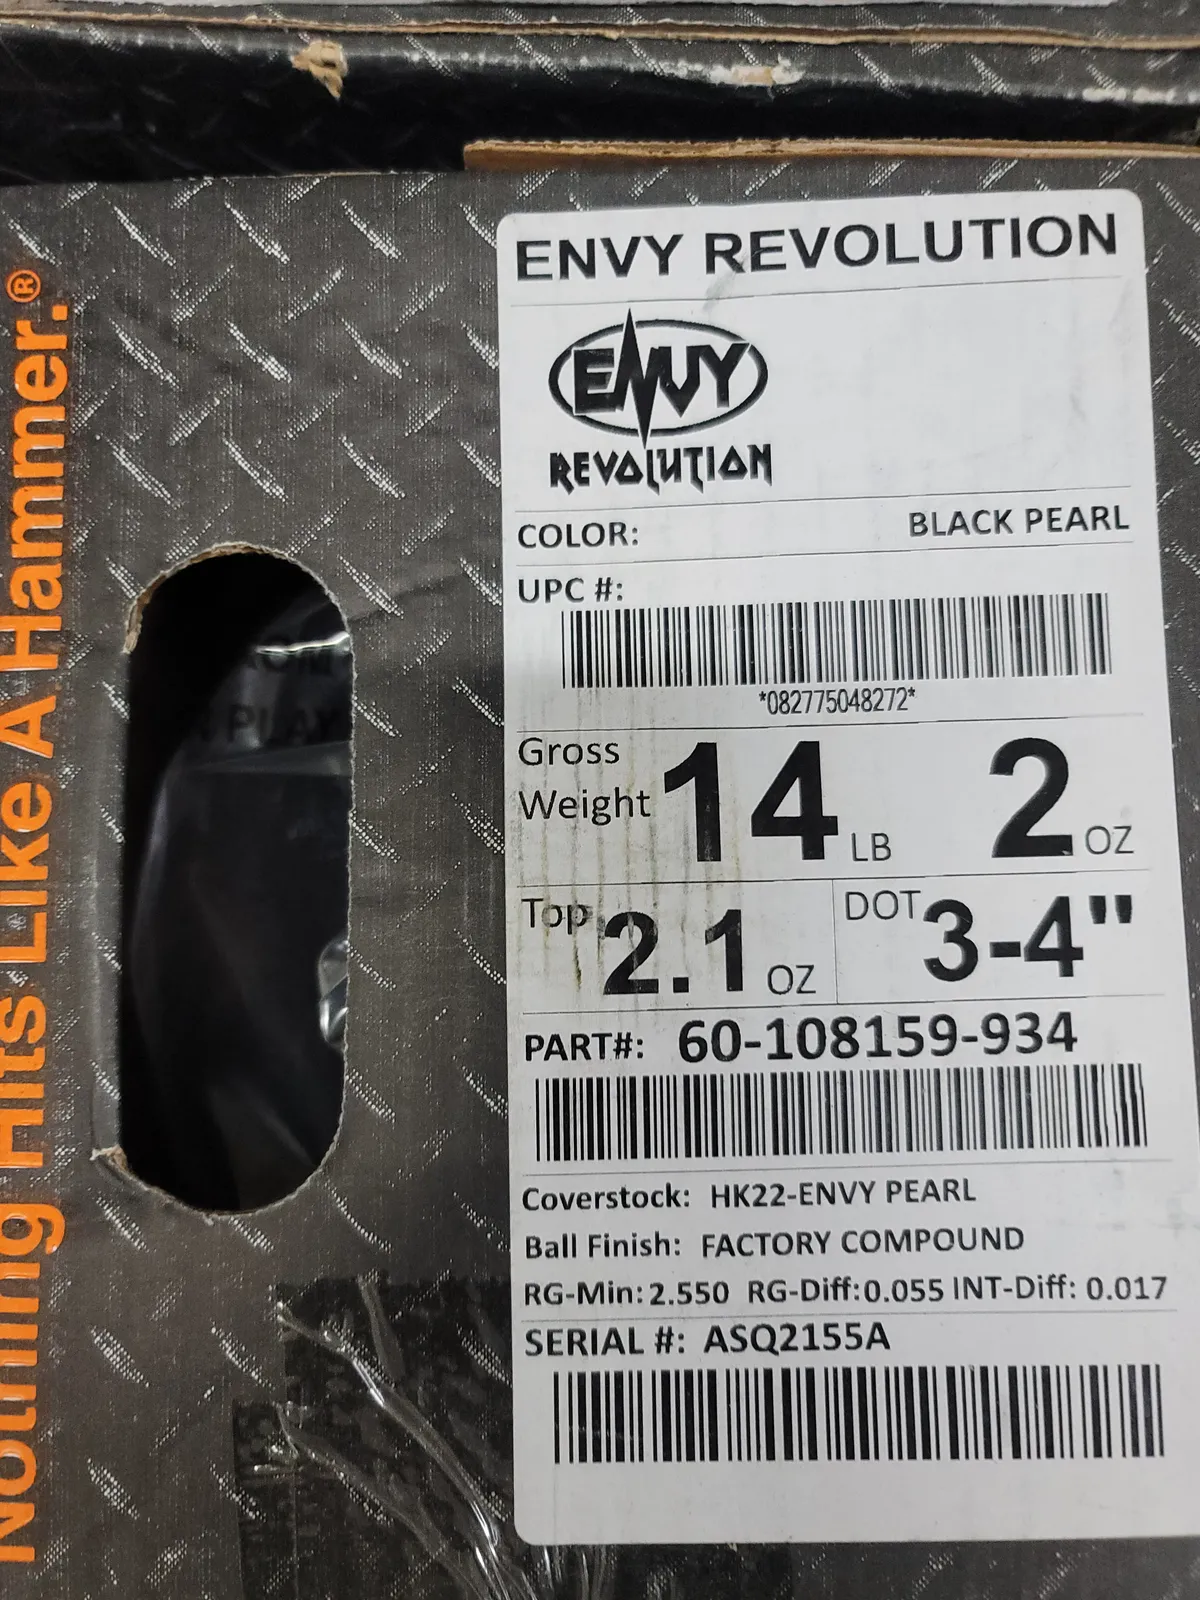 Nothing Hits Like A Hammer.®
PLAY
ENVY REVOLUTION
ENVY
REVOLUTION
COLOR: BLACK PEARL
UPC #:
*082775048272*
Gross Weight 14 LB 2 OZ
Top 2.1 OZ DOT 3-4"
PART#: 60-108159-934
Coverstock: HK22-ENVY PEARL
Ball Finish: FACTORY COMPOUND
RG-Min: 2.550 RG-Diff: 0.055 INT-Diff: 0.017
SERIAL #: ASQ2155A